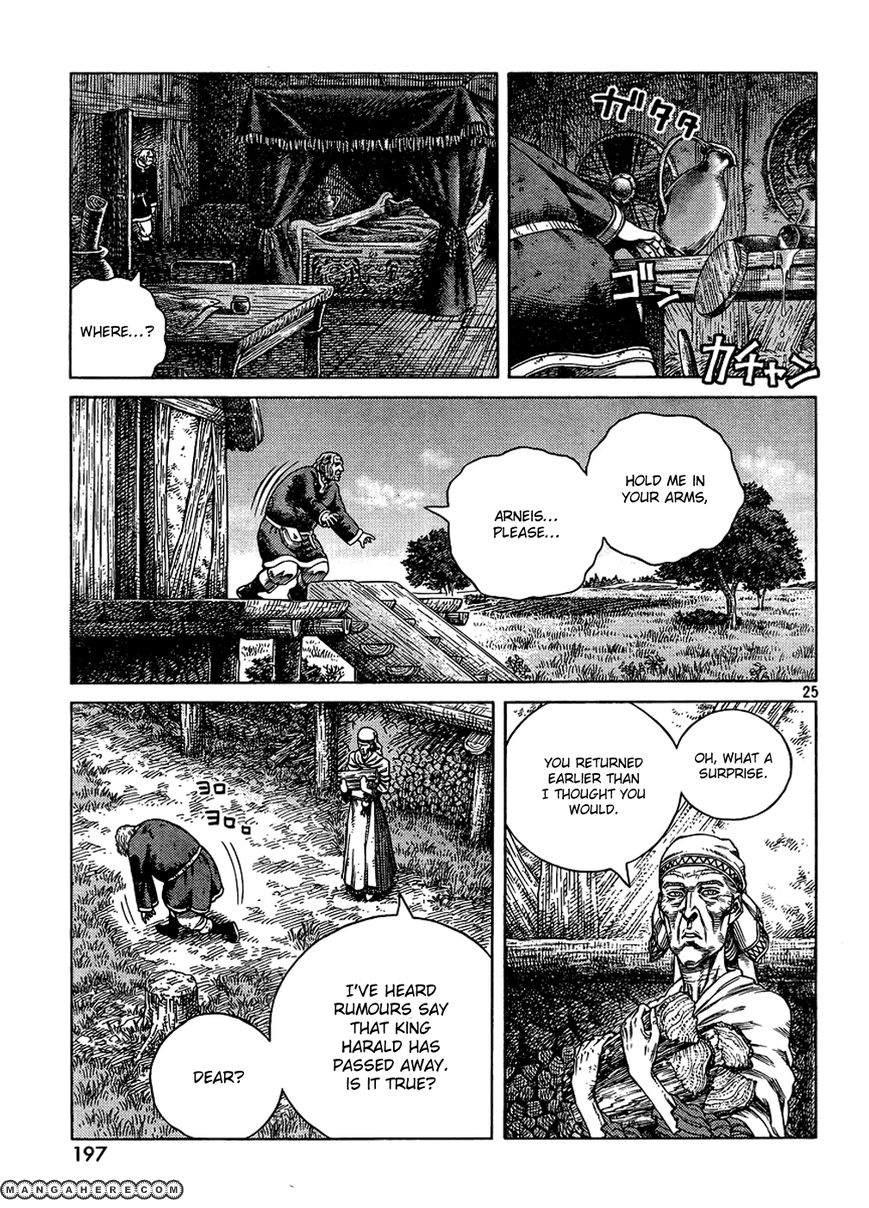 ガタタ
ゴン
カチャン
WHERE...?
HOLD ME IN
YOUR ARMS,
ARNEIS...
PLEASE...
25
OH, WHAT A
SURPRISE.
YOU RETURNED
EARLIER THAN
I THOUGHT YOU
WOULD.
ヨロ
ヨロ。。
I'VE HEARD
RUMOURS SAY
THAT KING
HARALD HAS
PASSED AWAY.
IS IT TRUE?
DEAR?
197
MANGAHERE.COM